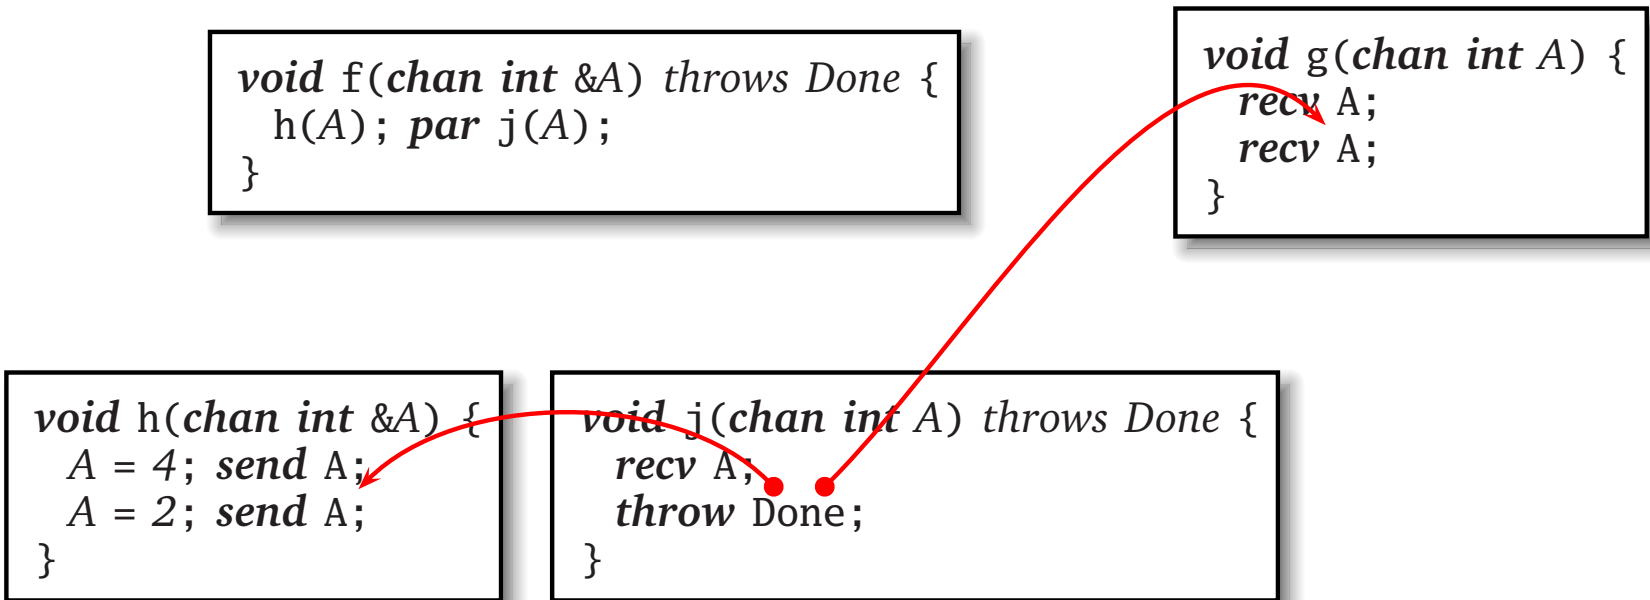 void f(chan int &A) throws Done {
h(A); par j(A);
}
void g(chan int A) {
recv A;
recv A;
}
void h(chan int &A) {
A = 4; send A;
A = 2; send A;
}
void j(chan int A) throws Done {
recv A;
throw Done;
}